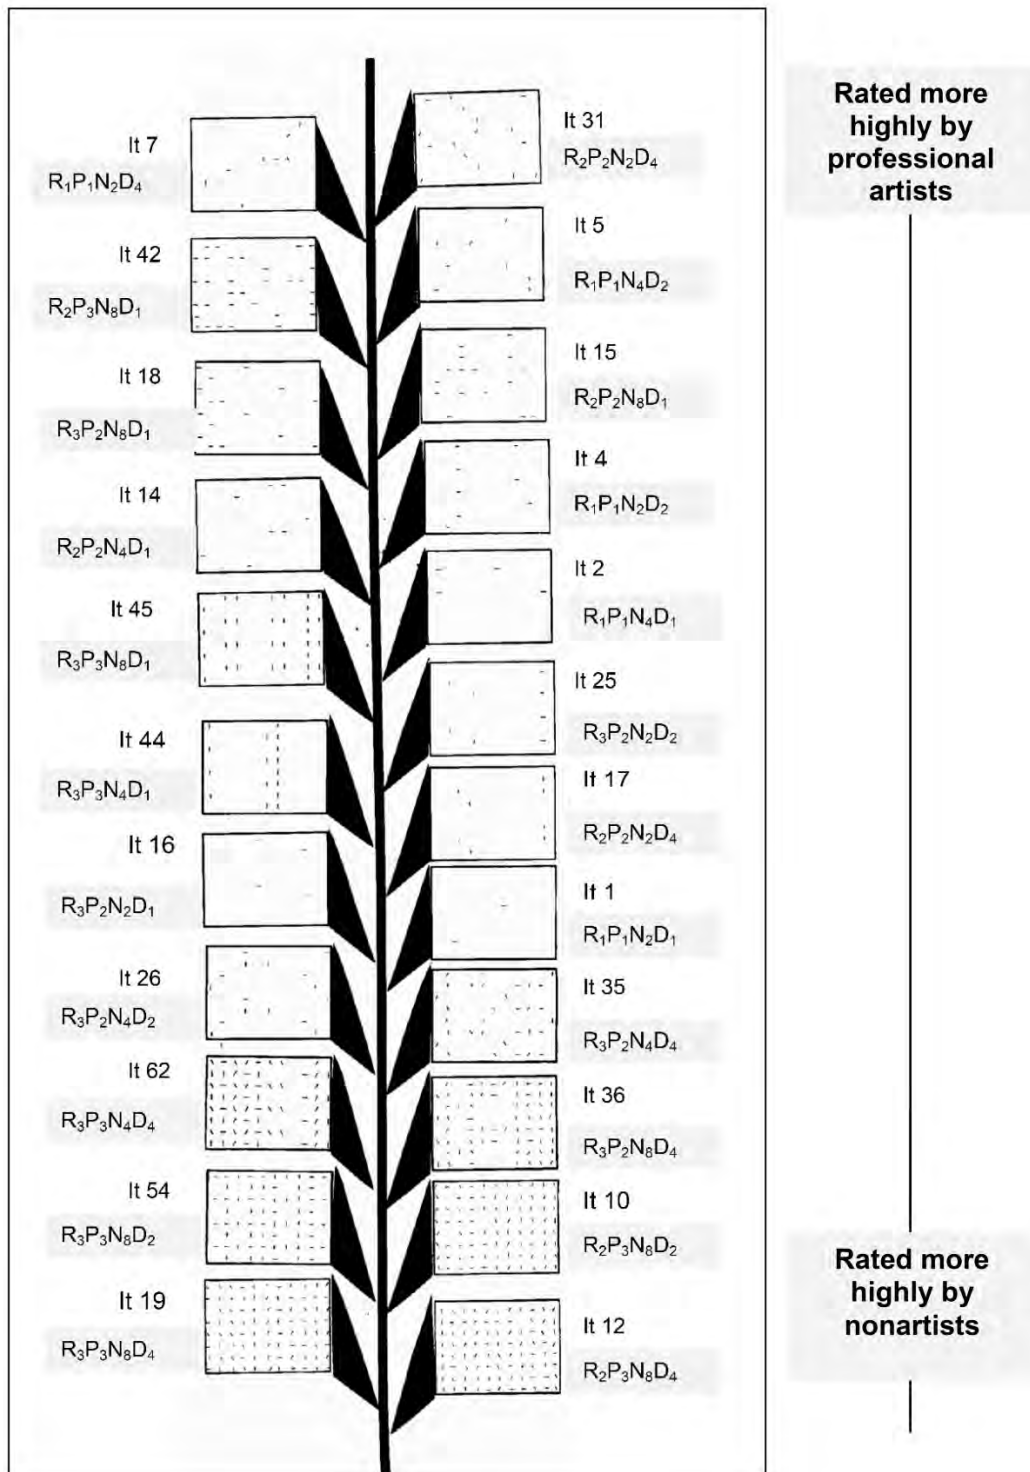 It 7
R₁P₁N₂D₄
It 42
R₂P₃N₈D₁
It 18
R₃P₂N₈D₁
It 14
R₂P₂N₄D₁
It 45
R₃P₃N₈D₁
It 44
R₃P₃N₄D₁
It 16
R₃P₂N₂D₁
It 26
R₃P₂N₄D₂
It 62
R₃P₃N₄D₄
It 54
R₃P₃N₈D₂
It 19
R₃P₃N₈D₄
It 31
R₂P₂N₂D₄
It 5
R₁P₁N₄D₂
It 15
R₂P₂N₈D₁
It 4
R₁P₁N₂D₂
It 2
R₁P₁N₄D₁
It 25
R₃P₂N₂D₂
It 17
R₂P₂N₂D₄
It 1
R₁P₁N₂D₁
It 35
R₃P₂N₄D₄
It 36
R₃P₂N₈D₄
It 10
R₂P₃N₈D₂
It 12
R₂P₃N₈D₄
Rated more
highly by
professional
artists
Rated more
highly by
nonartists